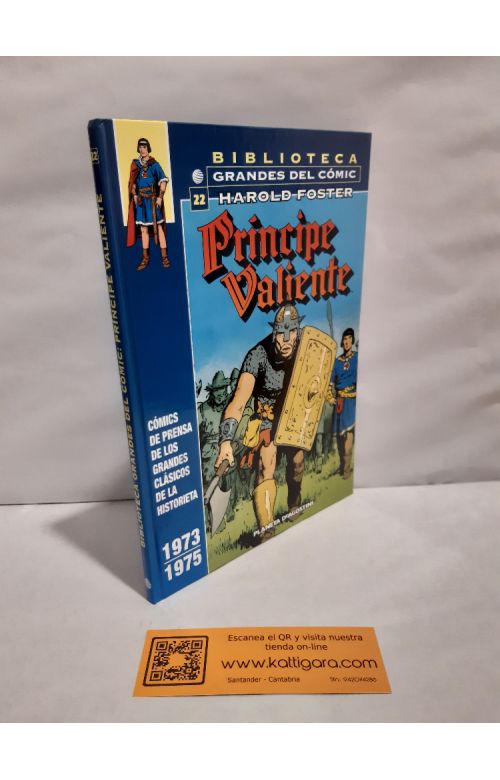 BIBLIOTECA
GRANDES DEL CÓMIC
22 HAROLD FOSTER
Príncipe
Valiente
CÓMICS
DE PRENSA
DE LOS
GRANDES
CLÁSICOS
DE LA
HISTORIETA
1973
1975
PLANETA DEAGOSTINI
22
BIBLIOTECA GRANDES DEL CÓMIC: PRÍNCIPE VALIENTE
Escanea el QR y visita nuestra
tienda on-line
www.kattigara.com
Santander - Cantabria